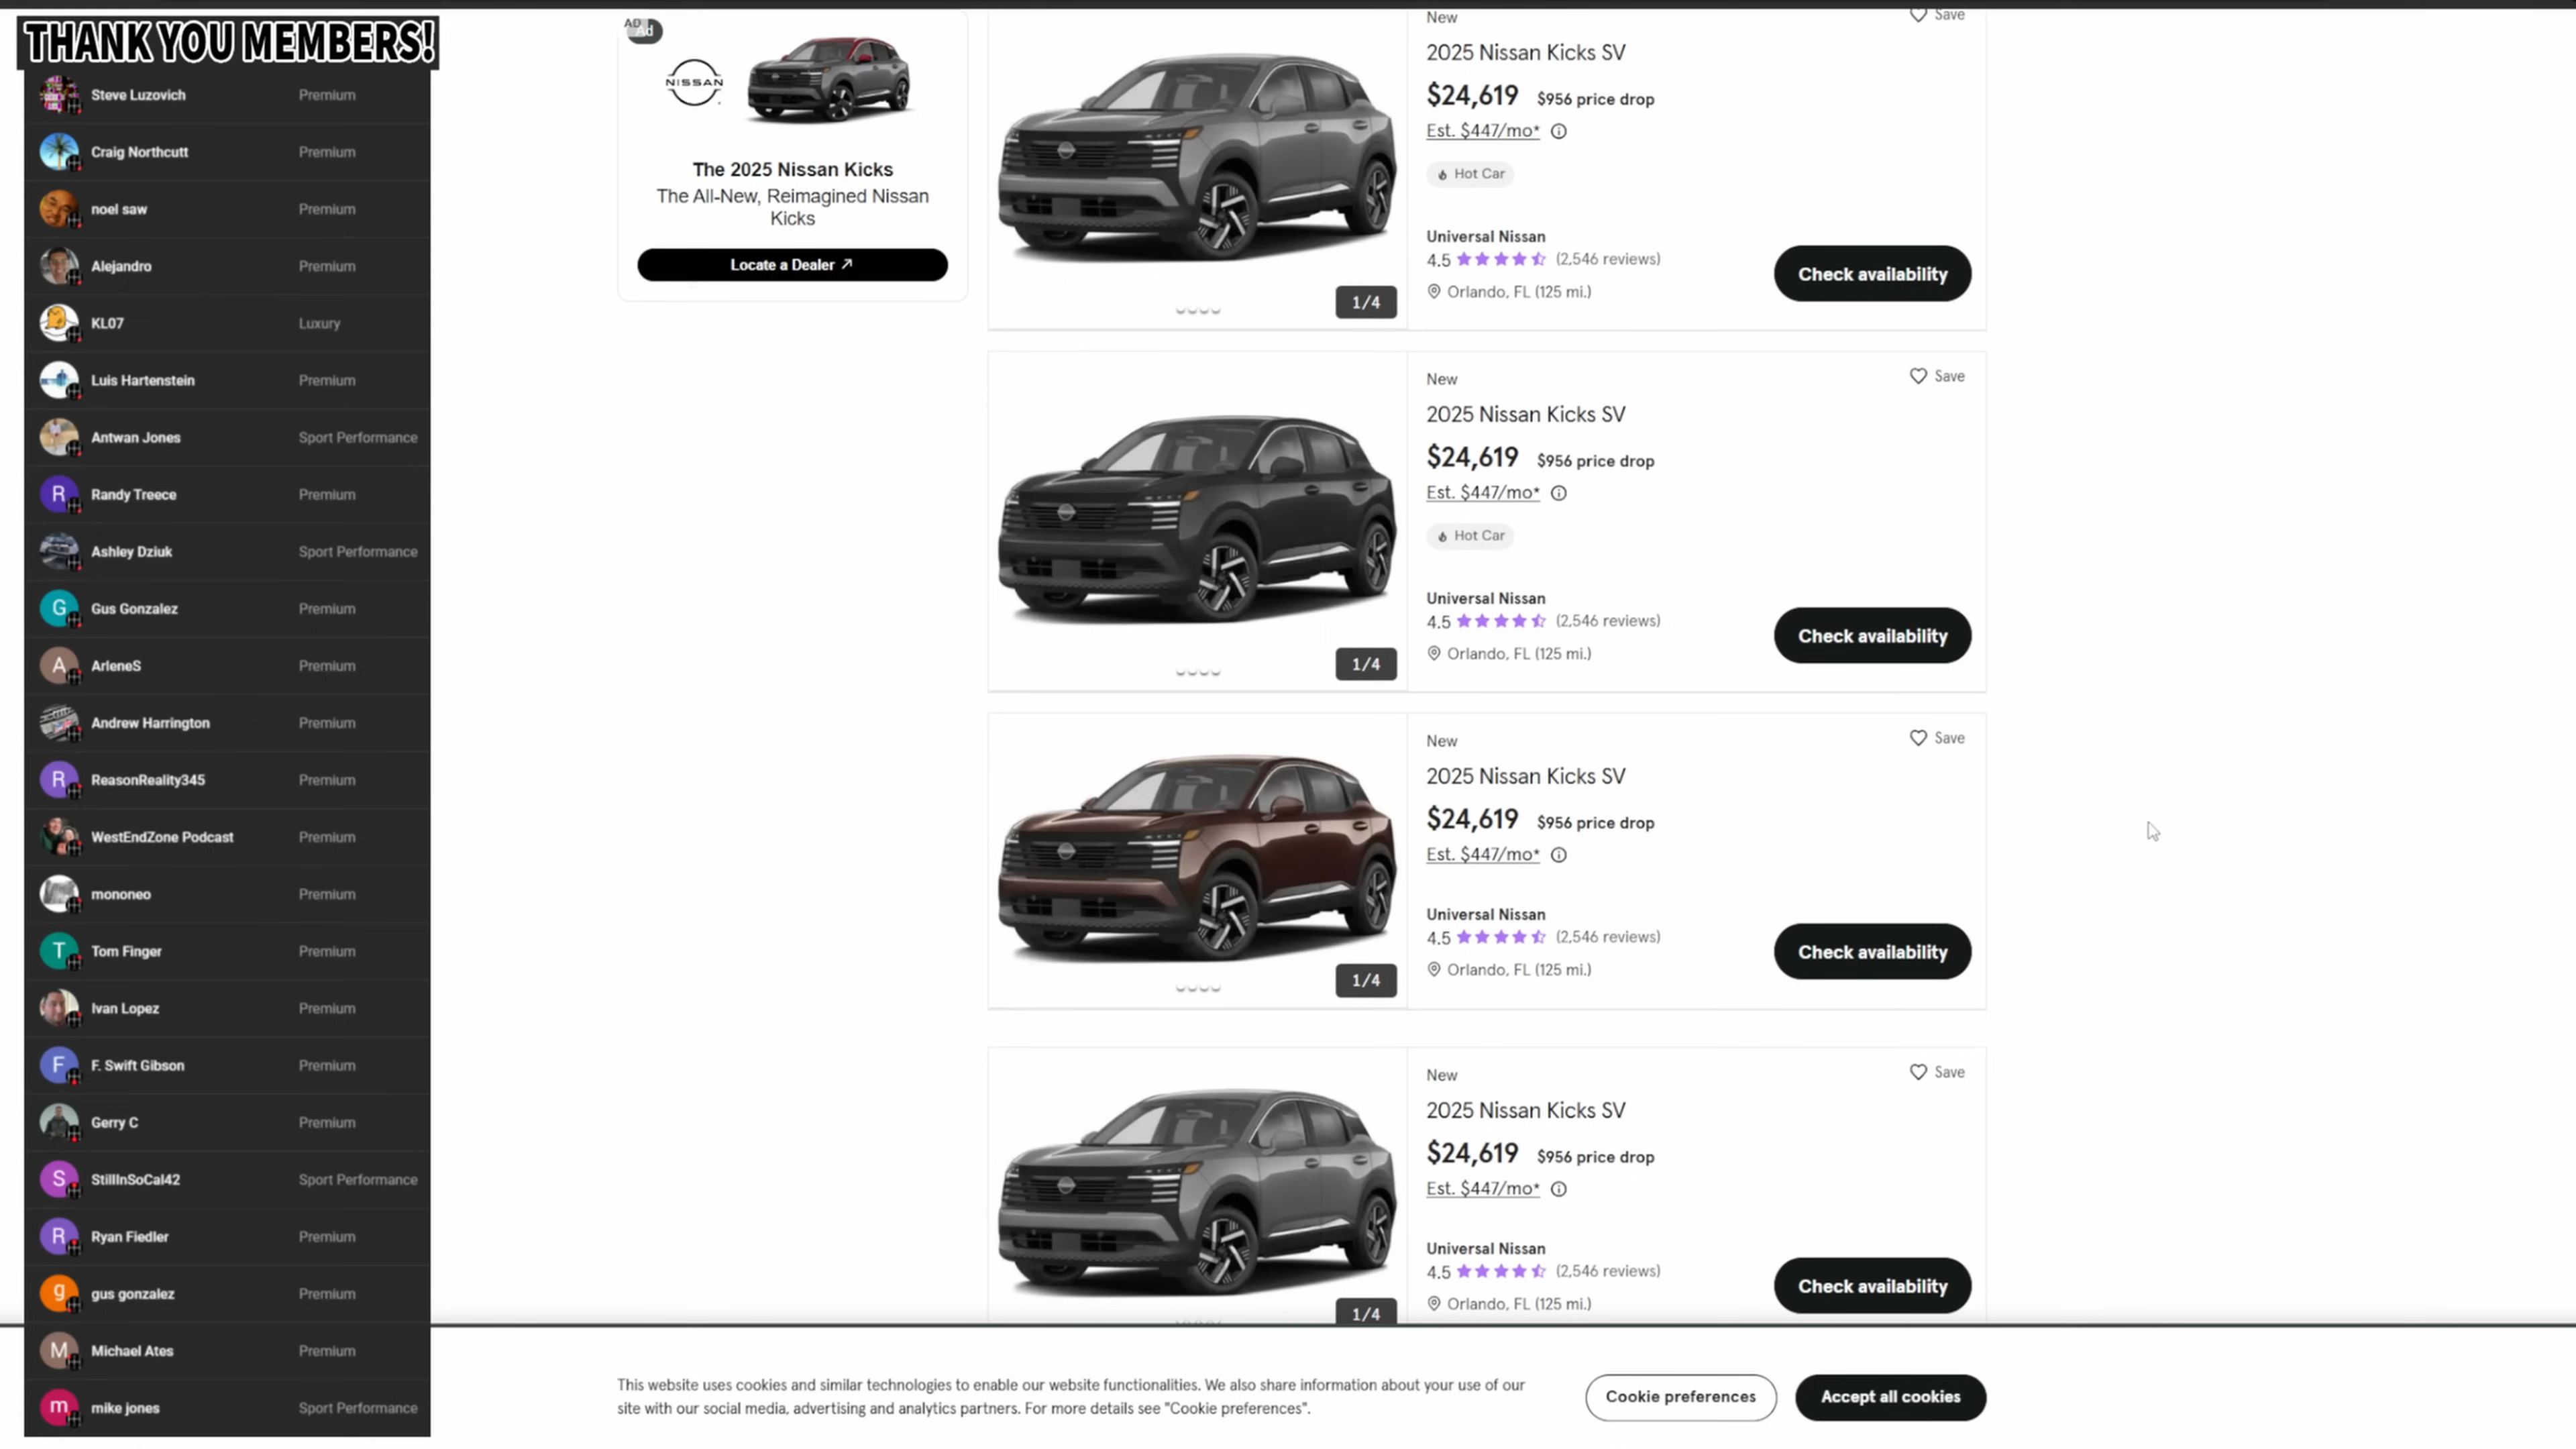 THANK YOU MEMBERS!
Steve Luzovich Premium
Craig Northcutt Premium
noel saw Premium
Alejandro Premium
KL07 Luxury
Luis Hartenstein Premium
Antwan Jones Sport Performance
R Randy Treece Premium
Ashley Dziuk Sport Performance
G Gus Gonzalez Premium
A ArleneS Premium
Andrew Harrington Premium
R ReasonReality345 Premium
WestEndZone Podcast Premium
mononeo Premium
T Tom Finger Premium
Ivan Lopez Premium
F F. Swift Gibson Premium
Gerry C Premium
S StillInSoCal42 Sport Performance
R Ryan Fiedler Premium
g gus gonzalez Premium
M Michael Ates Premium
m mike jones Sport Performance
AD
Ad
NISSAN
The 2025 Nissan Kicks
The All-New, Reimagined Nissan
Kicks
Locate a Dealer
1/4
New
Save
2025 Nissan Kicks SV
$24,619 $956 price drop
Est. $447/mo*
Hot Car
Universal Nissan
4.5 (2,546 reviews)
Orlando, FL (125 mi.)
Check availability
1/4
New
Save
2025 Nissan Kicks SV
$24,619 $956 price drop
Est. $447/mo*
Hot Car
Universal Nissan
4.5 (2,546 reviews)
Orlando, FL (125 mi.)
Check availability
1/4
New
Save
2025 Nissan Kicks SV
$24,619 $956 price drop
Est. $447/mo*
Universal Nissan
4.5 (2,546 reviews)
Orlando, FL (125 mi.)
Check availability
1/4
New
Save
2025 Nissan Kicks SV
$24,619 $956 price drop
Est. $447/mo*
Universal Nissan
4.5 (2,546 reviews)
Orlando, FL (125 mi.)
Check availability
This website uses cookies and similar technologies to enable our website functionalities. We also share information about your use of our
site with our social media, advertising and analytics partners. For more details see "Cookie preferences".
Cookie preferences
Accept all cookies